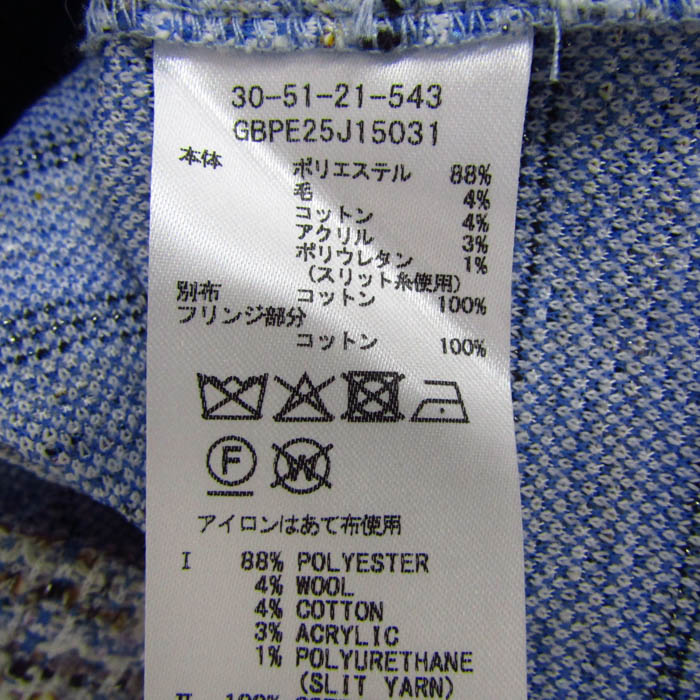 30-51-21-543
GBPE25J15031
本体 ポリエステル 88%
毛 4%
コットン 4%
アクリル 3%
ポリウレタン 1%
(スリット糸使用)
別布 コットン 100%
フリンジ部分
コットン 100%
F W
アイロンはあて布使用
I 88% POLYESTER
4% WOOL
4% COTTON
3% ACRYLIC
1% POLYURETHANE
(SLIT YARN)
II 100%